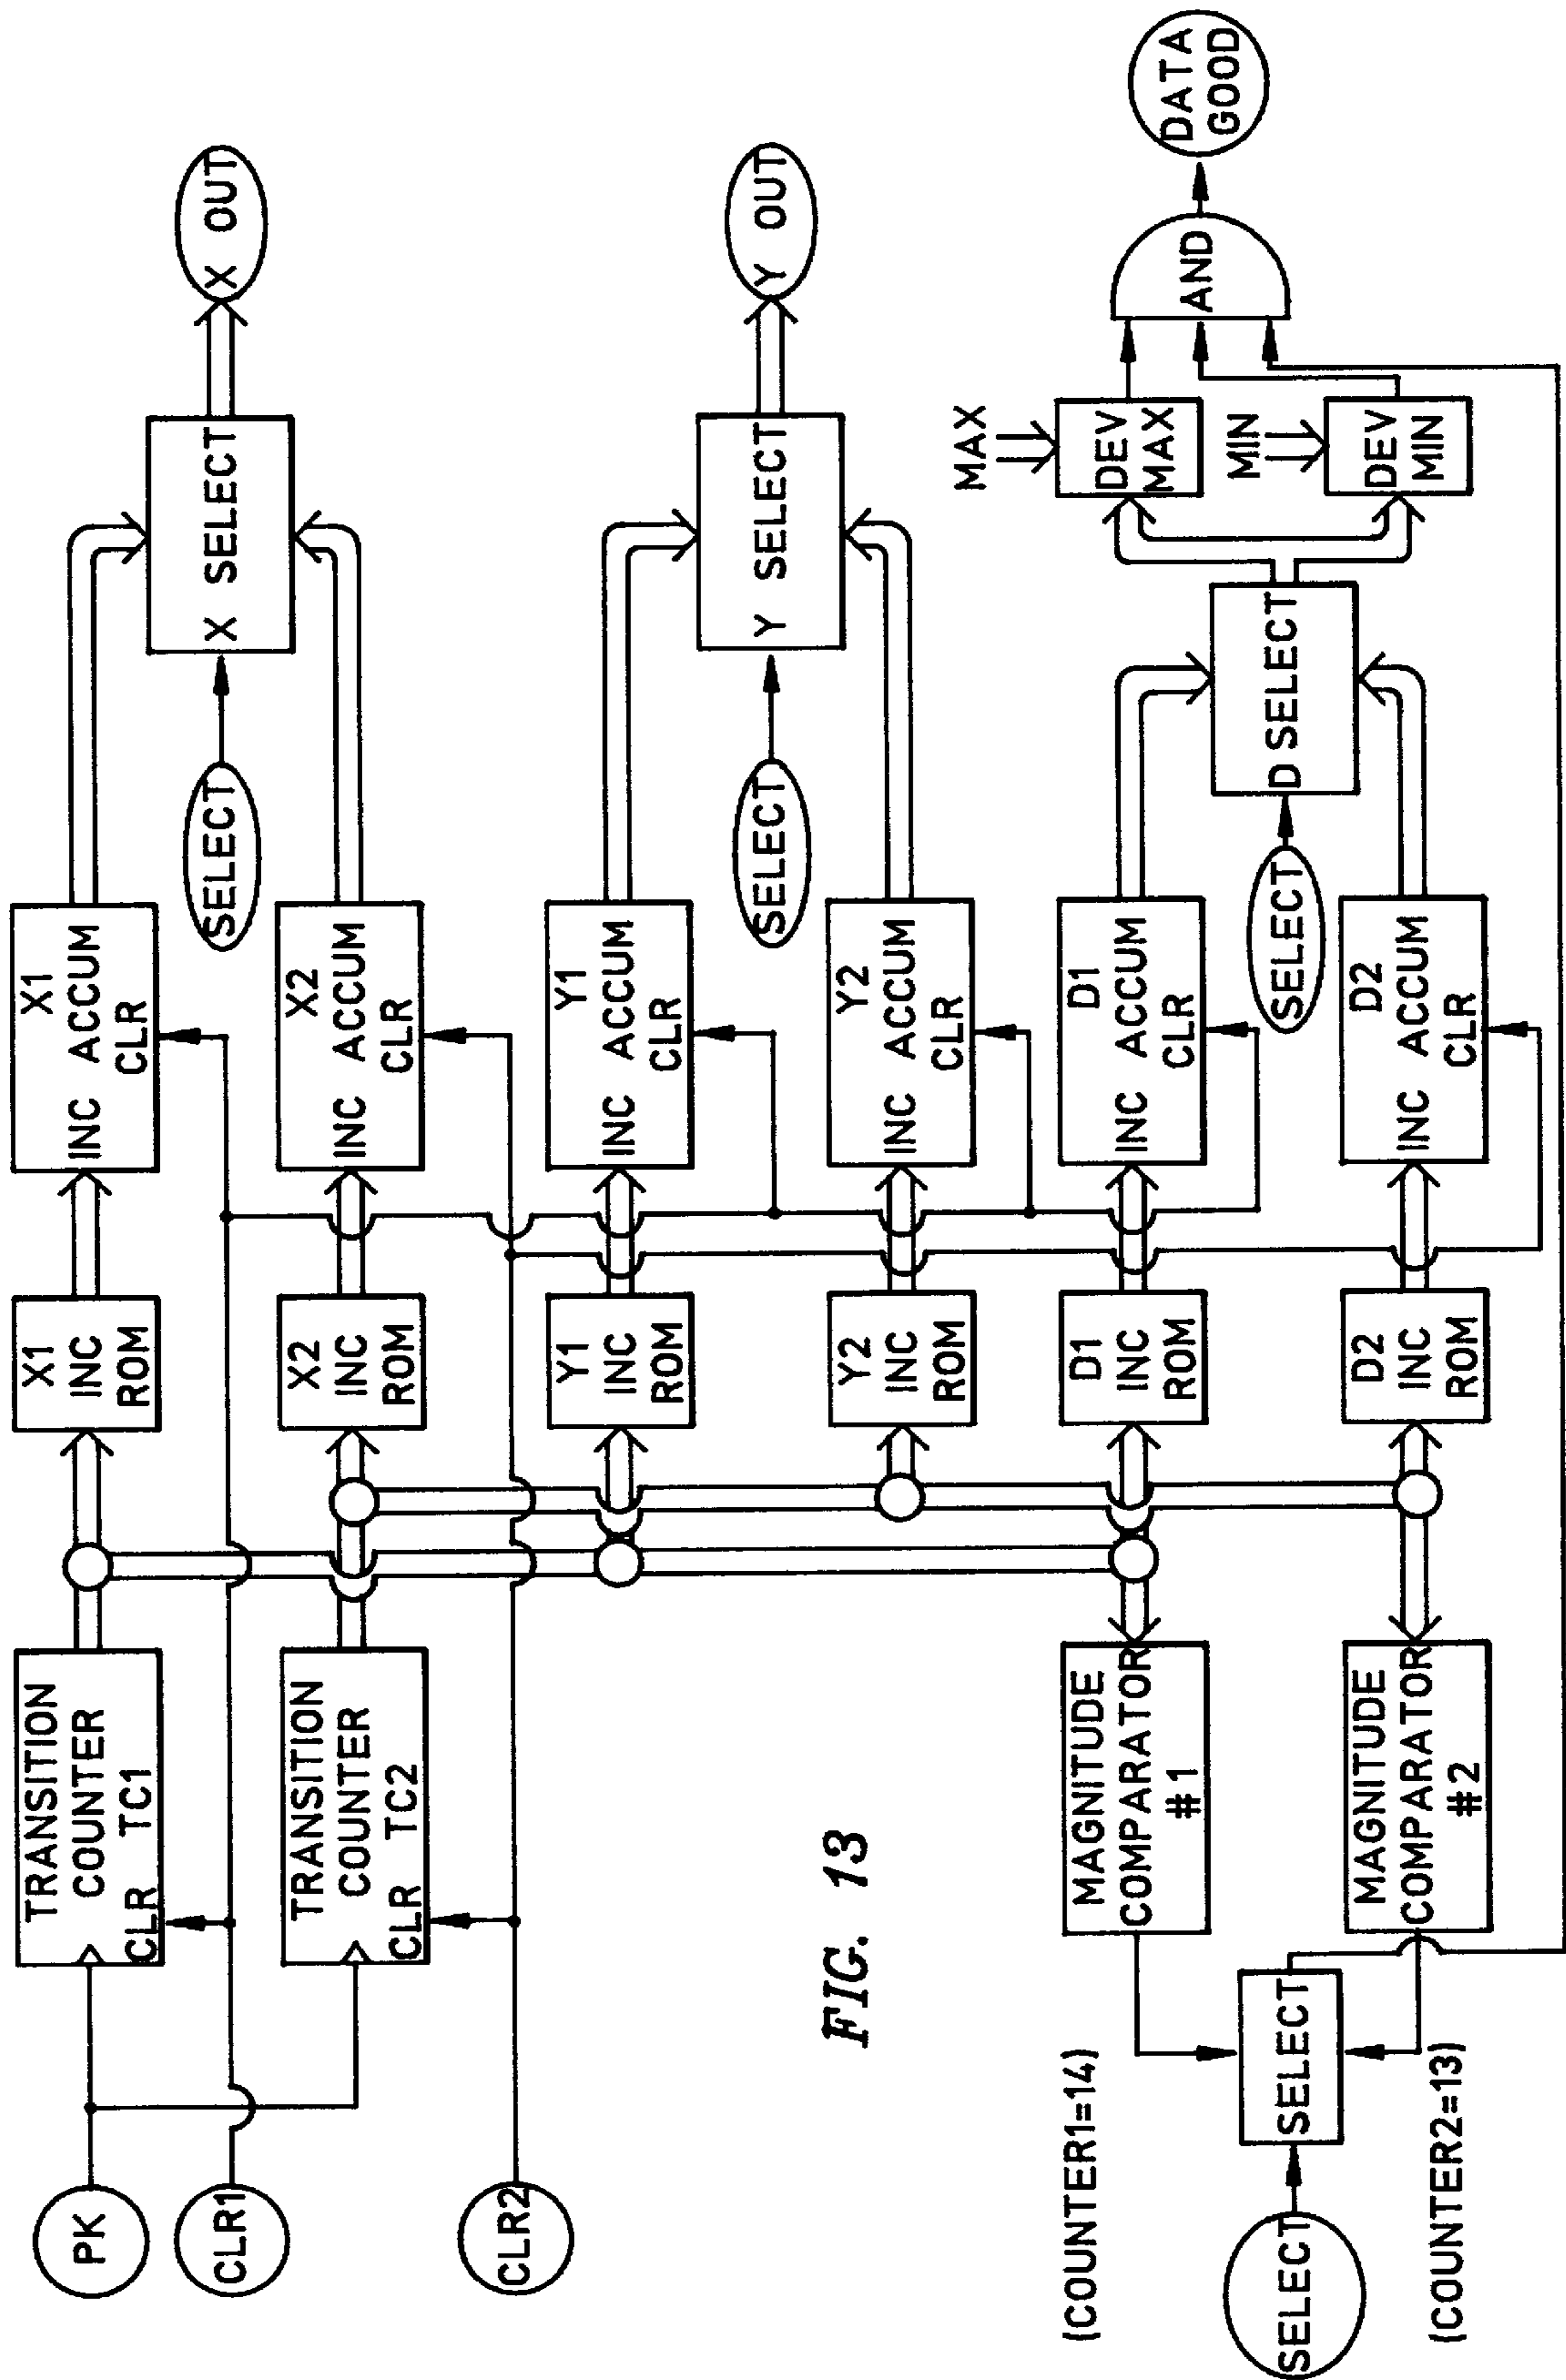 PK
CLR1
CLR2
TRANSITION
COUNTER
CLR TC1
TRANSITION
COUNTER
CLR TC2
X1
INC
ROM
X2
INC
ROM
Y1
INC
ROM
Y2
INC
ROM
D1
INC
ROM
D2
INC
ROM
X1
INC ACCUM
CLR
X2
INC ACCUM
CLR
Y1
INC ACCUM
CLR
Y2
INC ACCUM
CLR
D1
INC ACCUM
CLR
D2
INC ACCUM
CLR
SELECT
X SELECT
X OUT
SELECT
Y SELECT
Y OUT
SELECT
D SELECT
MAX
DEV
MAX
MIN
DEV
MIN
AND
DATA
GOOD
MAGNITUDE
COMPARATOR
#1
MAGNITUDE
COMPARATOR
#2
(COUNTER1=14)
SELECT
SELECT
(COUNTER2=13)
FIG. 13